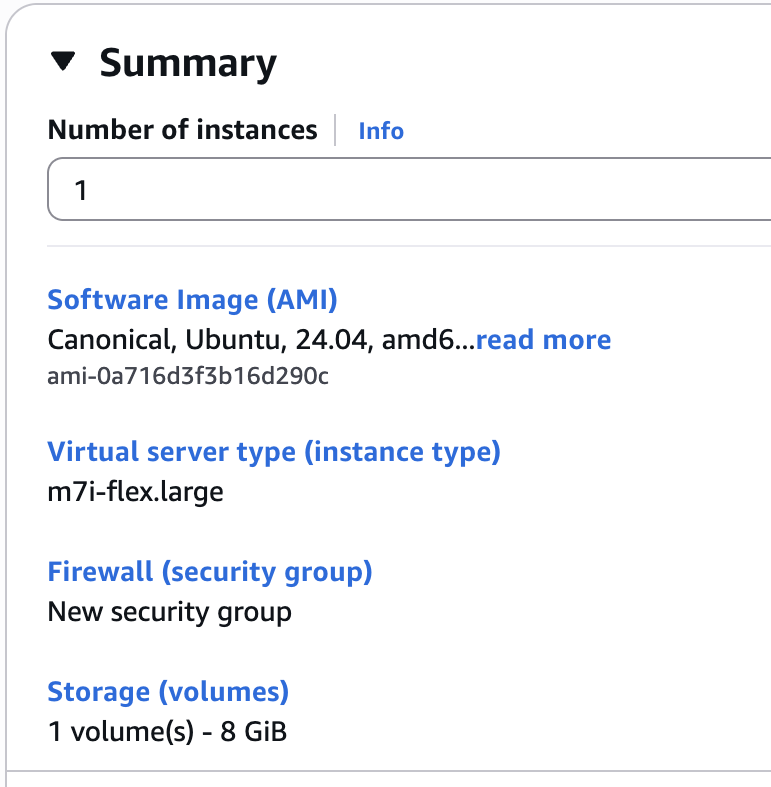 Summary
Number of instances Info
1
Software Image (AMI)
Canonical, Ubuntu, 24.04, amd6...read more
ami-0a716d3f3b16d290c
Virtual server type (instance type)
m7i-flex.large
Firewall (security group)
New security group
Storage (volumes)
1 volume(s) - 8 GiB